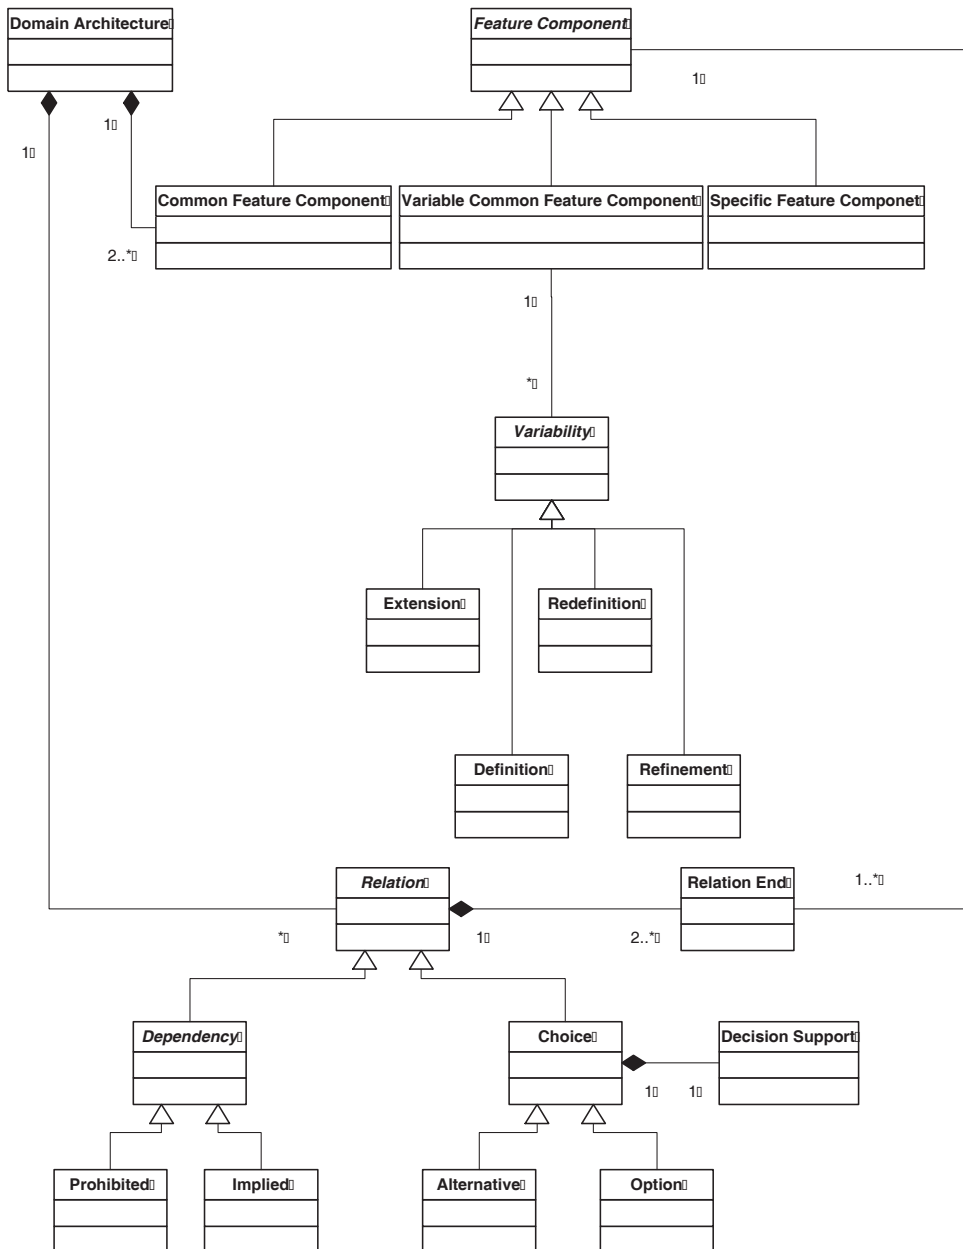 Domain Architecture
Feature Component
1
1
1
Common Feature Component
Variable Common Feature Component
Specific Feature Componet
2..*
1
*
Variability
Extension
Redefinition
Definition
Refinement
Relation
Relation End
1..*
*
1
2..*
Dependency
Choice
Decision Support
1
1
Prohibited
Implied
Alternative
Option